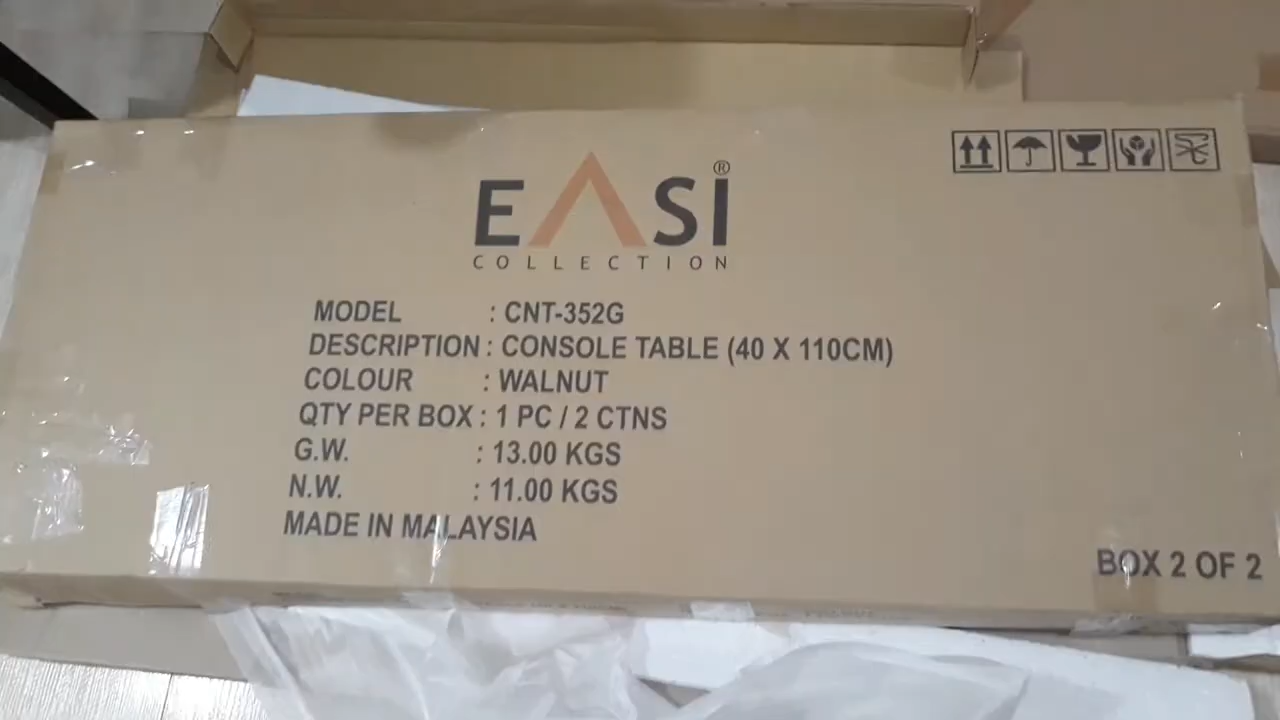 EASI®
COLLECTION
MODEL : CNT-352G
DESCRIPTION : CONSOLE TABLE (40 X 110CM)
COLOUR : WALNUT
QTY PER BOX : 1 PC / 2 CTNS
G.W. : 13.00 KGS
N.W. : 11.00 KGS
MADE IN MALAYSIA
BOX 2 OF 2